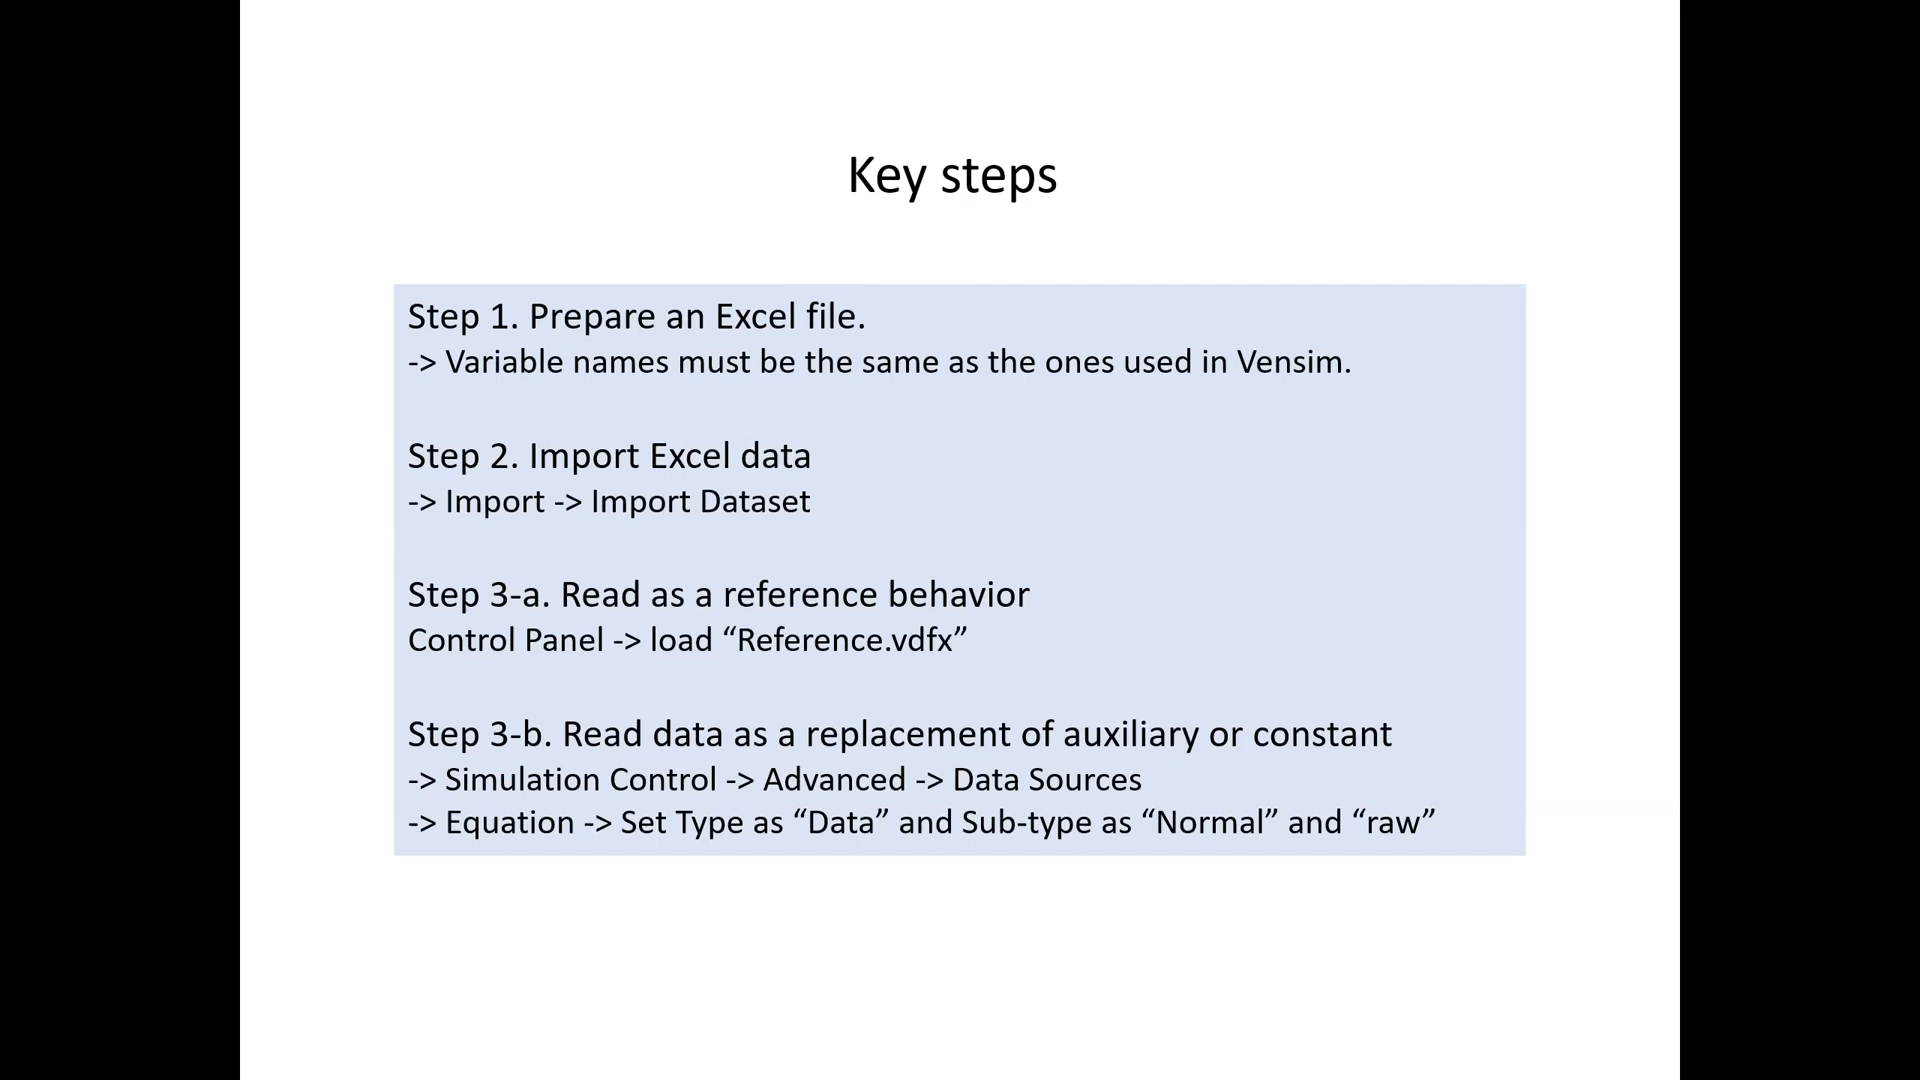 Key steps
Step 1. Prepare an Excel file.
-> Variable names must be the same as the ones used in Vensim.
Step 2. Import Excel data
-> Import -> Import Dataset
Step 3-a. Read as a reference behavior
Control Panel -> load “Reference.vdfx”
Step 3-b. Read data as a replacement of auxiliary or constant
-> Simulation Control -> Advanced -> Data Sources
-> Equation -> Set Type as “Data” and Sub-type as “Normal” and “raw”